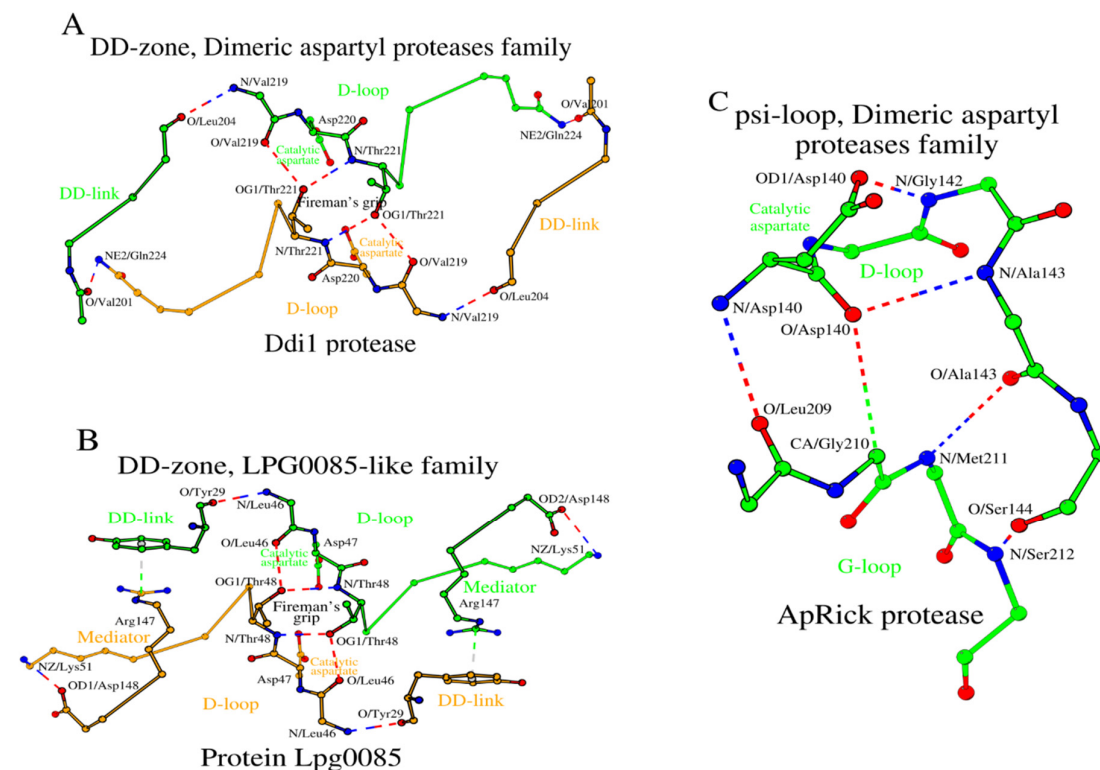 A
DD-zone, Dimeric aspartyl proteases family
N/Val219
D-loop
O/Leu204
Asp220
O/Val201
O/Val219
Catalytic
aspartate
N/Thr221
NE2/Gln224
DD-link
OG1/Thr221
Fireman's grip
OG1/Thr221
DD-link
NE2/Gln224
N/Thr221
Catalytic
aspartate
O/Val219
O/Val201
Asp220
D-loop
O/Leu204
N/Val219
Ddi1 protease
B
DD-zone, LPG0085-like family
O/Tyr29
N/Leu46
OD2/Asp148
DD-link
D-loop
O/Leu46
Asp47
Catalytic
aspartate
NZ/Lys51
OG1/Thr48
N/Thr48
Mediator
Arg147
Fireman's
grip
Arg147
Mediator
N/Thr48
OG1/Thr48
NZ/Lys51
Catalytic
aspartate
OD1/Asp148
Asp47
O/Leu46
D-loop
DD-link
O/Tyr29
N/Leu46
Protein Lpg0085
C
psi-loop, Dimeric aspartyl
proteases family
OD1/Asp140
N/Gly142
Catalytic
aspartate
D-loop
N/Ala143
N/Asp140
O/Asp140
O/Ala143
O/Leu209
CA/Gly210
N/Met211
O/Ser144
N/Ser212
G-loop
ApRick protease